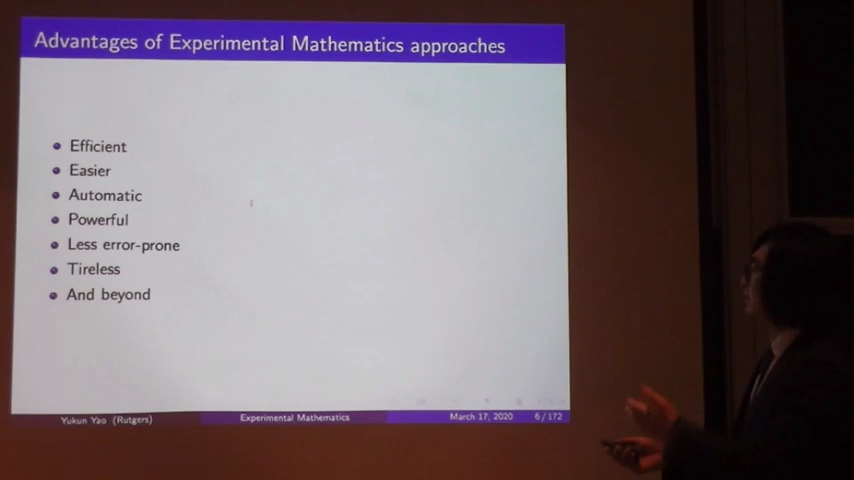 Advantages of Experimental Mathematics approaches
Efficient
Easier
Automatic
Powerful
Less error-prone
Tireless
And beyond
Yukun Yao (Rutgers) Experimental Mathematics March 17, 2020 6 / 172